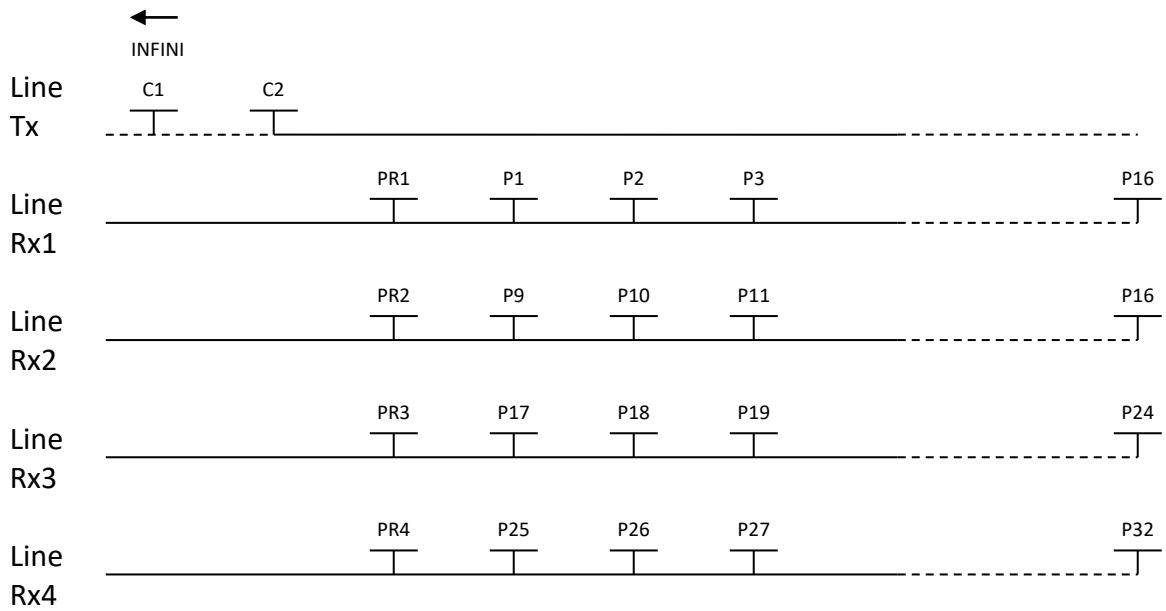 INFINI
Line
Tx
C1 C2
Line
Rx1
PR1 P1 P2 P3 P16
Line
Rx2
PR2 P9 P10 P11 P16
Line
Rx3
PR3 P17 P18 P19 P24
Line
Rx4
PR4 P25 P26 P27 P32